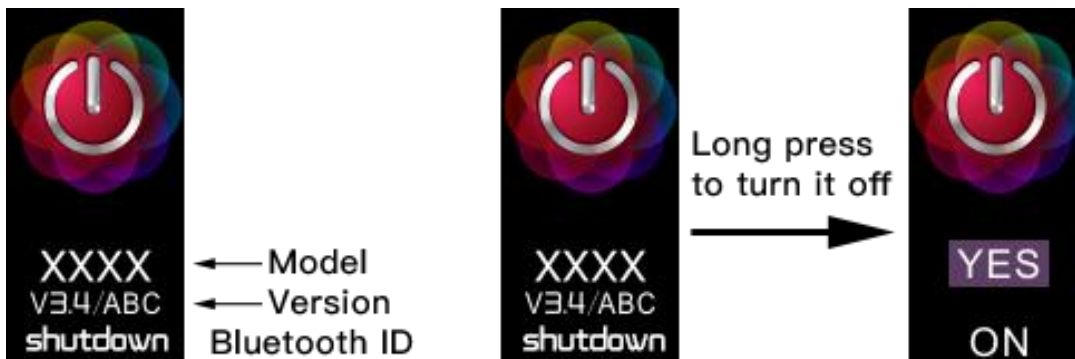 XXXX
V3.4/ABC
shutdown
Model
Version
Bluetooth ID
XXXX
V3.4/ABC
shutdown
Long press
to turn it off
YES
ON